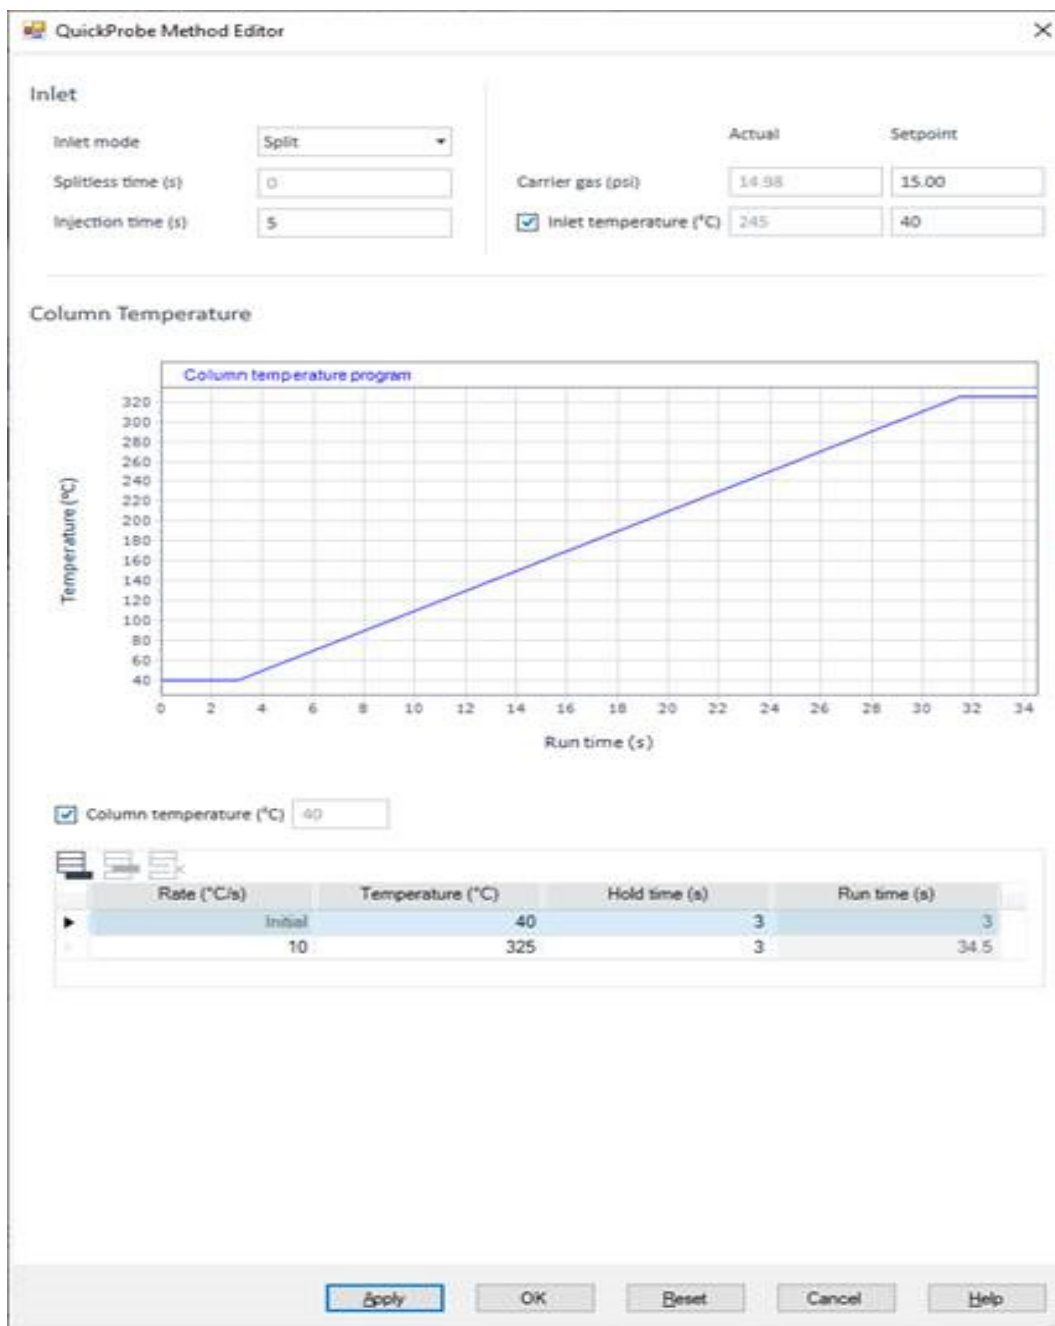 QuickProbe Method Editor
Inlet
Inlet mode Split
Splitless time (s) 0
Injection time (s) 5
Actual Setpoint
Carrier gas (psi) 14.98 15.00
Inlet temperature (°C) 245 40
Column Temperature
Column temperature program
320
300
280
260
240
220
200
180
160
140
120
100
80
60
40
Temperature (°C)
0 2 4 6 8 10 12 14 16 18 20 22 24 26 28 30 32 34
Run time (s)
Column temperature (°C) 40
Rate (°C/s) Temperature (°C) Hold time (s) Run time (s)
Initial 40 3 3
10 325 3 34.5
Apply OK Reset Cancel Help